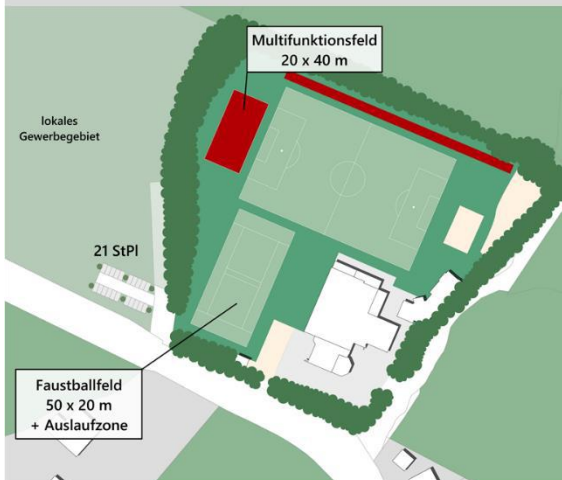 Multifunktionsfeld
20 x 40 m
lokales
Gewerbegebiet
21 StPl
Faustballfeld
50 x 20 m
+ Auslaufzone